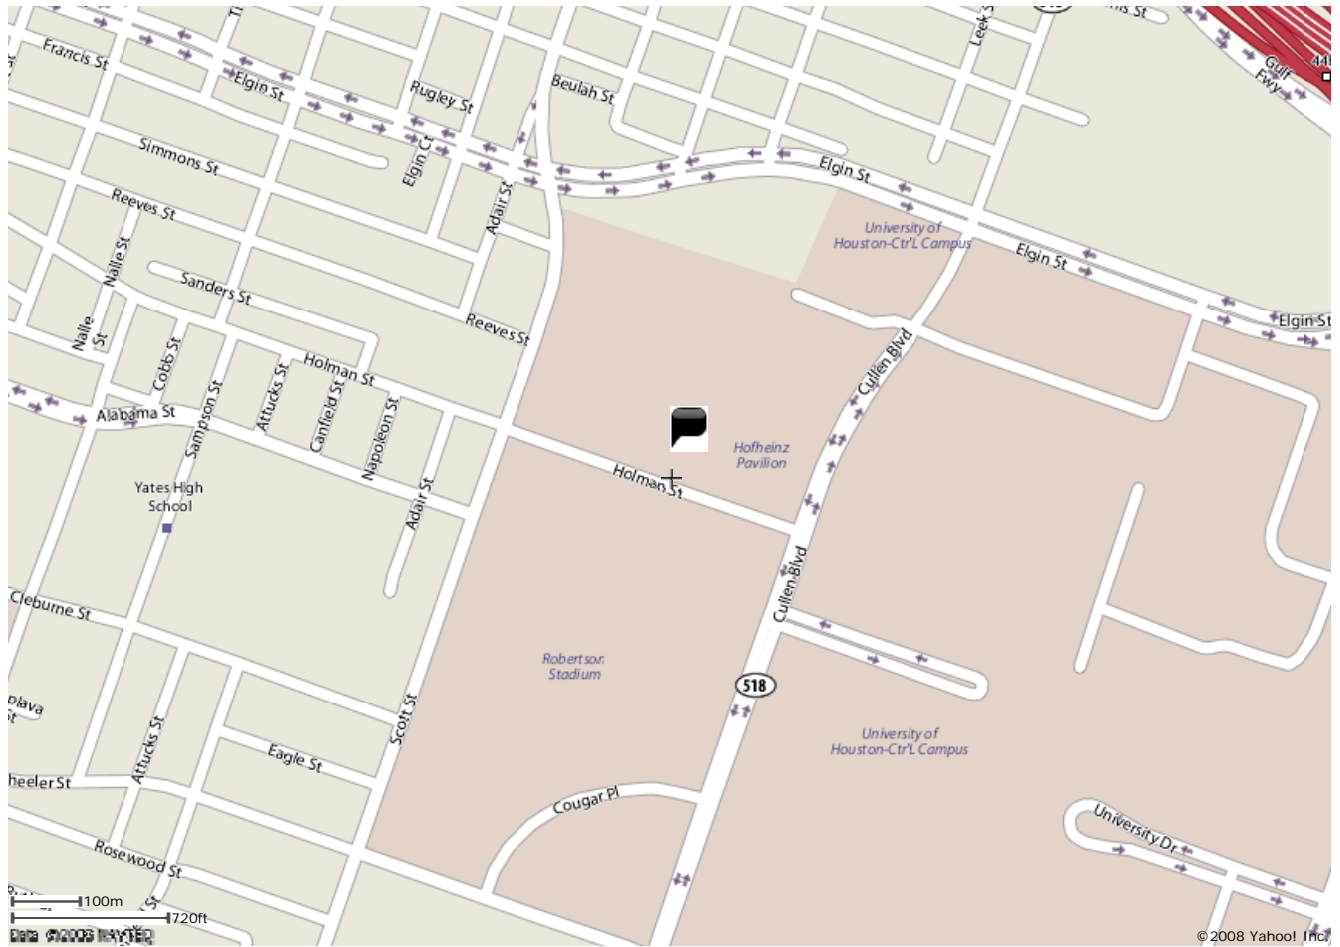 Francis St
Elgin St
Rugley St
Beulah St
Leek St
Gulf
Fwy
Simmons St
Elgin Ct
Elgin St
Reeves St
Adair St
University of
Houston-Ctr'L Campus
Elgin St
Nalle St
Sanders St
Elgin St
Reeves St
Nalle
St
Cobb St
Holman St
Cullen Blvd
Attucks St
Canfield St
Sampson St
Napoleon St
Alabama St
Hofheinz
Pavilion
Holman St
Yates High
School
Adair St
Cullen Blvd
Cleburne St
Robertson
Stadium
518
Scott St
University of
Houston-Ctr'L Campus
Attucks St
Eagle St
heeler St
Cougar Pl
University Dr
Rosewood St
100m
720ft
©2008 Yahoo! Inc